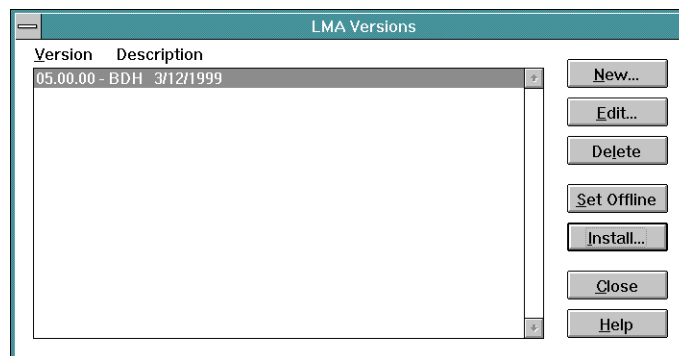 LMA Versions
Version Description
05.00.00 - BDH 3/12/1999
New...
Edit...
Delete
Set Offline
Install...
Close
Help